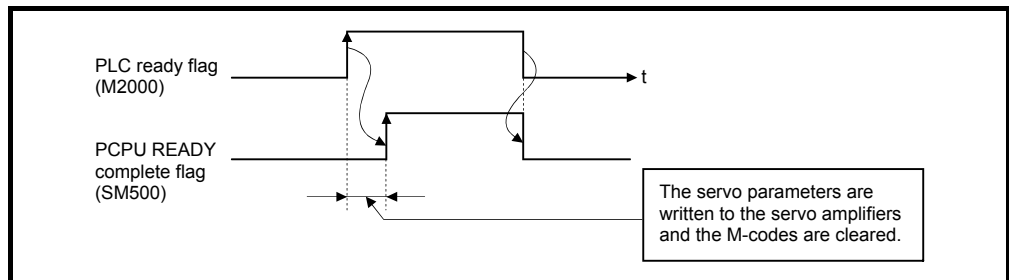 PLC ready flag
(M2000)
t
PCPU READY
complete flag
(SM500)
The servo parameters are
written to the servo amplifiers
and the M-codes are cleared.